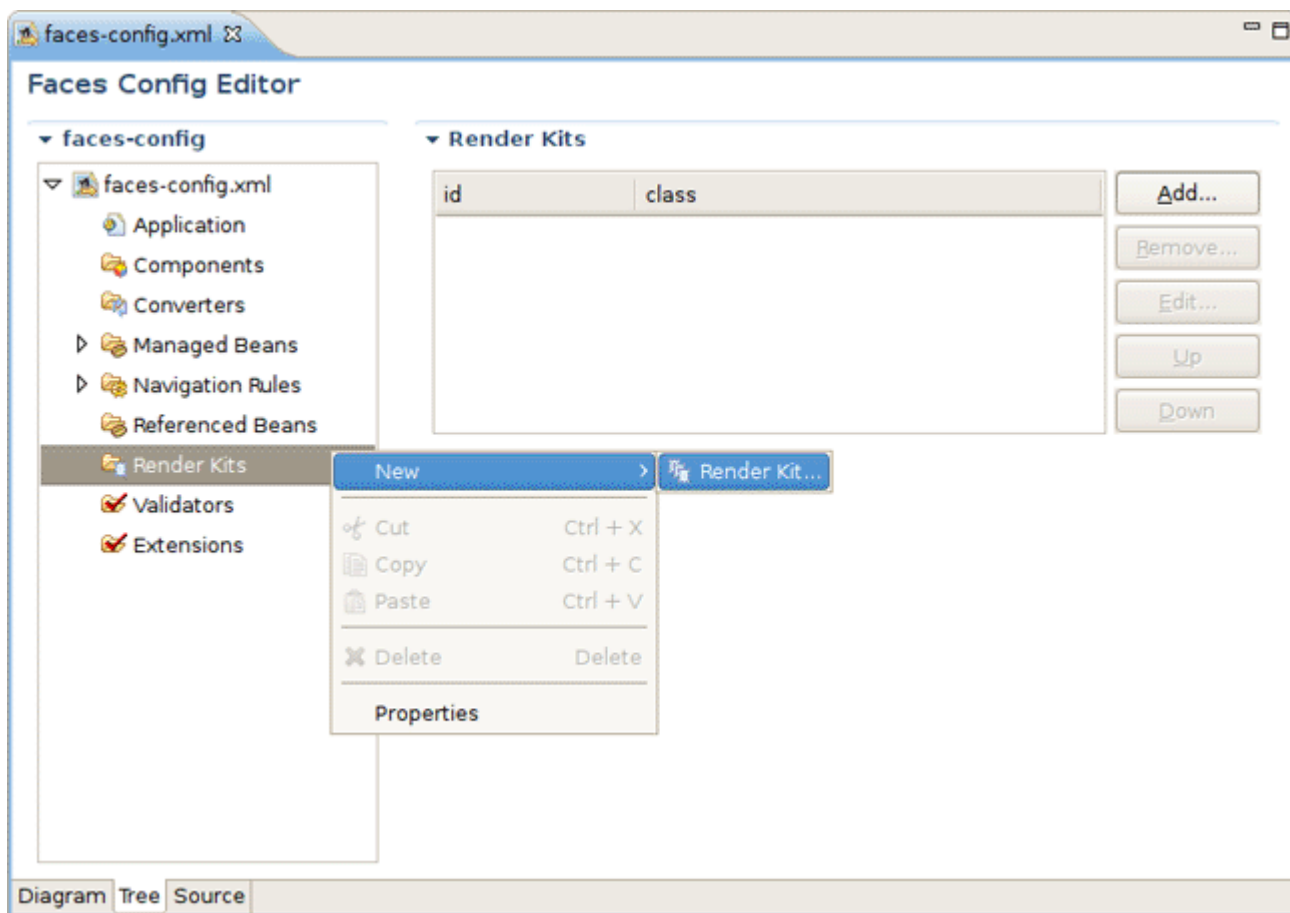 faces-config.xml
Faces Config Editor
faces-config
Render Kits
faces-config.xml
id class
Add...
Application
Remove...
Components
Converters
Edit...
Managed Beans
Up
Navigation Rules
Down
Referenced Beans
Render Kits
New
Render Kit...
Validators
Cut Ctrl + X
Extensions
Copy Ctrl + C
Paste Ctrl + V
Delete Delete
Properties
Diagram Tree Source